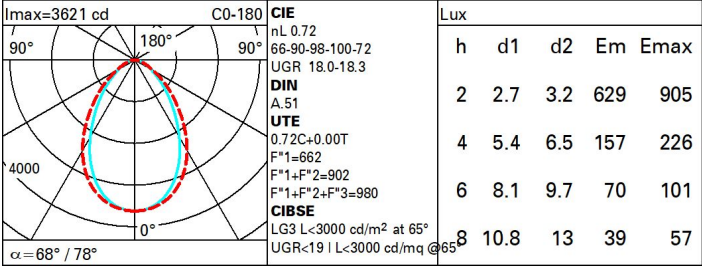 Imax=3621 cd C0-180
90° 180° 90°
4000
0°
α=68° / 78°
CIE
nL 0.72
66-90-98-100-72
UGR 18.0-18.3
DIN
A.51
UTE
0.72C+0.00T
F"1=662
F"1+F"2=902
F"1+F"2+F"3=980
CIBSE
LG3 L<3000 cd/m² at 65°
UGR<19 | L<3000 cd/mq @65°
Lux
h d1 d2 Em Emax
2 2.7 3.2 629 905
4 5.4 6.5 157 226
6 8.1 9.7 70 101
8 10.8 13 39 57